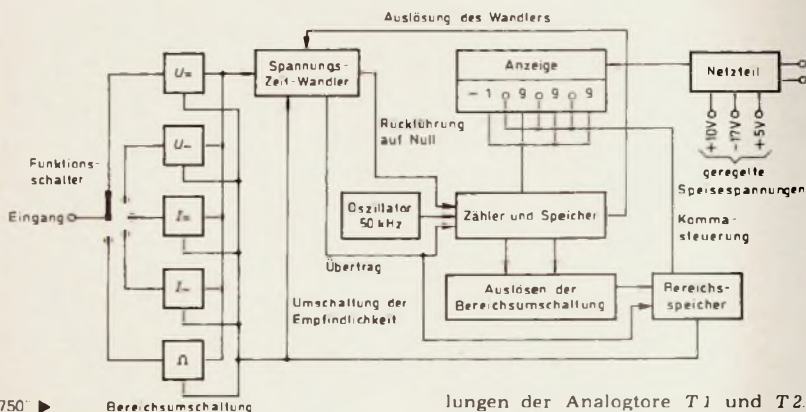 Auslösung des Wandlers
U=
Spannungs-
Zeit-Wandler
Anzeige
-1 9 9 9
Netzteil
+10V
-17V
+5V
geregelte
Speisespannungen
U~
Rückführung
auf Null
Funktions-
schalter
Eingang
I=
Oszillator
50 kHz
Zähler und Speicher
Komma-
steuerung
Übertrag
I~
Umschaltung der
Empfindlichkeit
Auslösen der
Bereichsumschaltung
Bereichs-
speicher
Ω
750" ▶
Bereichsumschaltung
lungen der Analogtore T1 und T2.